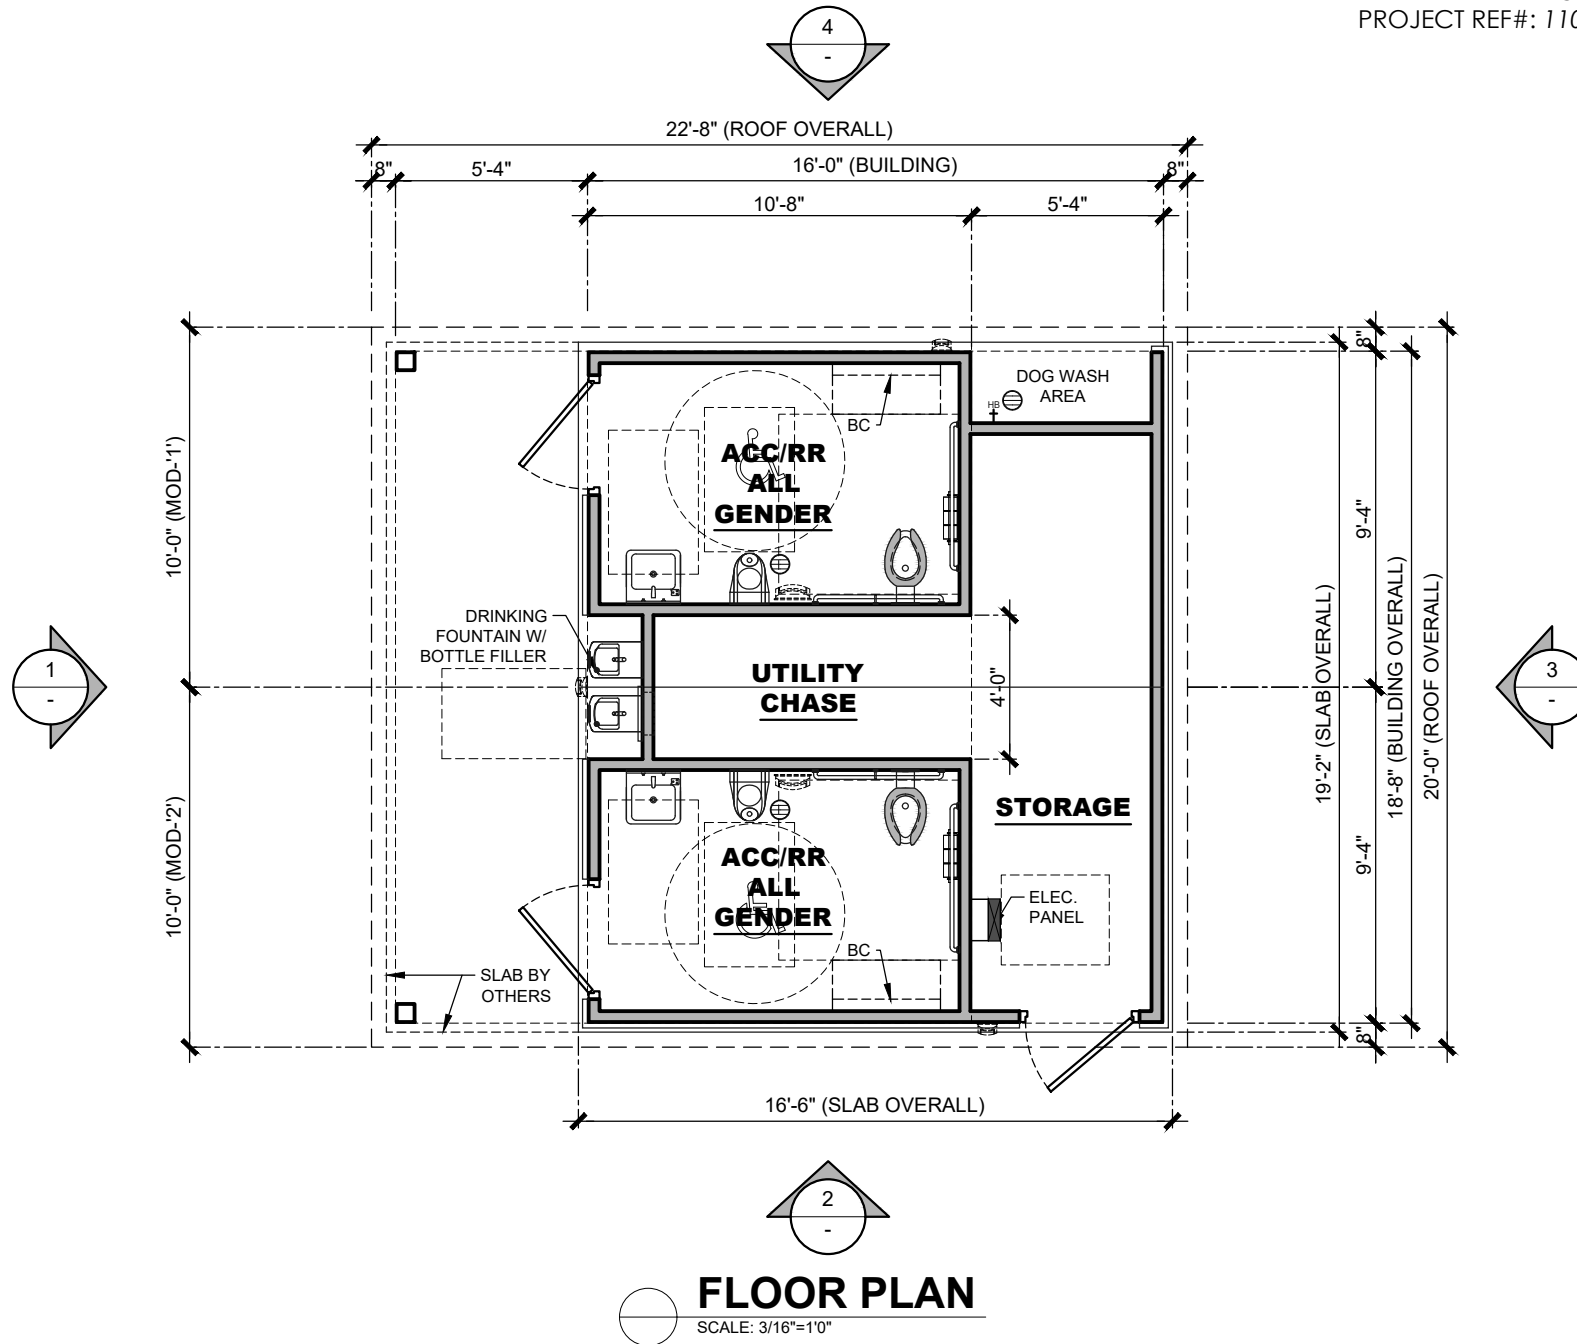 PROJECT REF#: 110
4
-
22'-8" (ROOF OVERALL)
8"
5'-4"
16'-0" (BUILDING)
8"
10'-8"
5'-4"
8"
DOG WASH
AREA
HB
BC
ACC/RR
ALL
GENDER
10'-0" (MOD-'1')
9'-4"
DRINKING
FOUNTAIN W/
BOTTLE FILLER
1
-
UTILITY
CHASE
4'-0"
19'-2" (SLAB OVERALL)
18'-8" (BUILDING OVERALL)
20'-0" (ROOF OVERALL)
3
-
STORAGE
ACC/RR
ALL
GENDER
10'-0" (MOD-'2')
9'-4"
ELEC.
PANEL
BC
SLAB BY
OTHERS
8"
16'-6" (SLAB OVERALL)
2
-
FLOOR PLAN
SCALE: 3/16"=1'0"